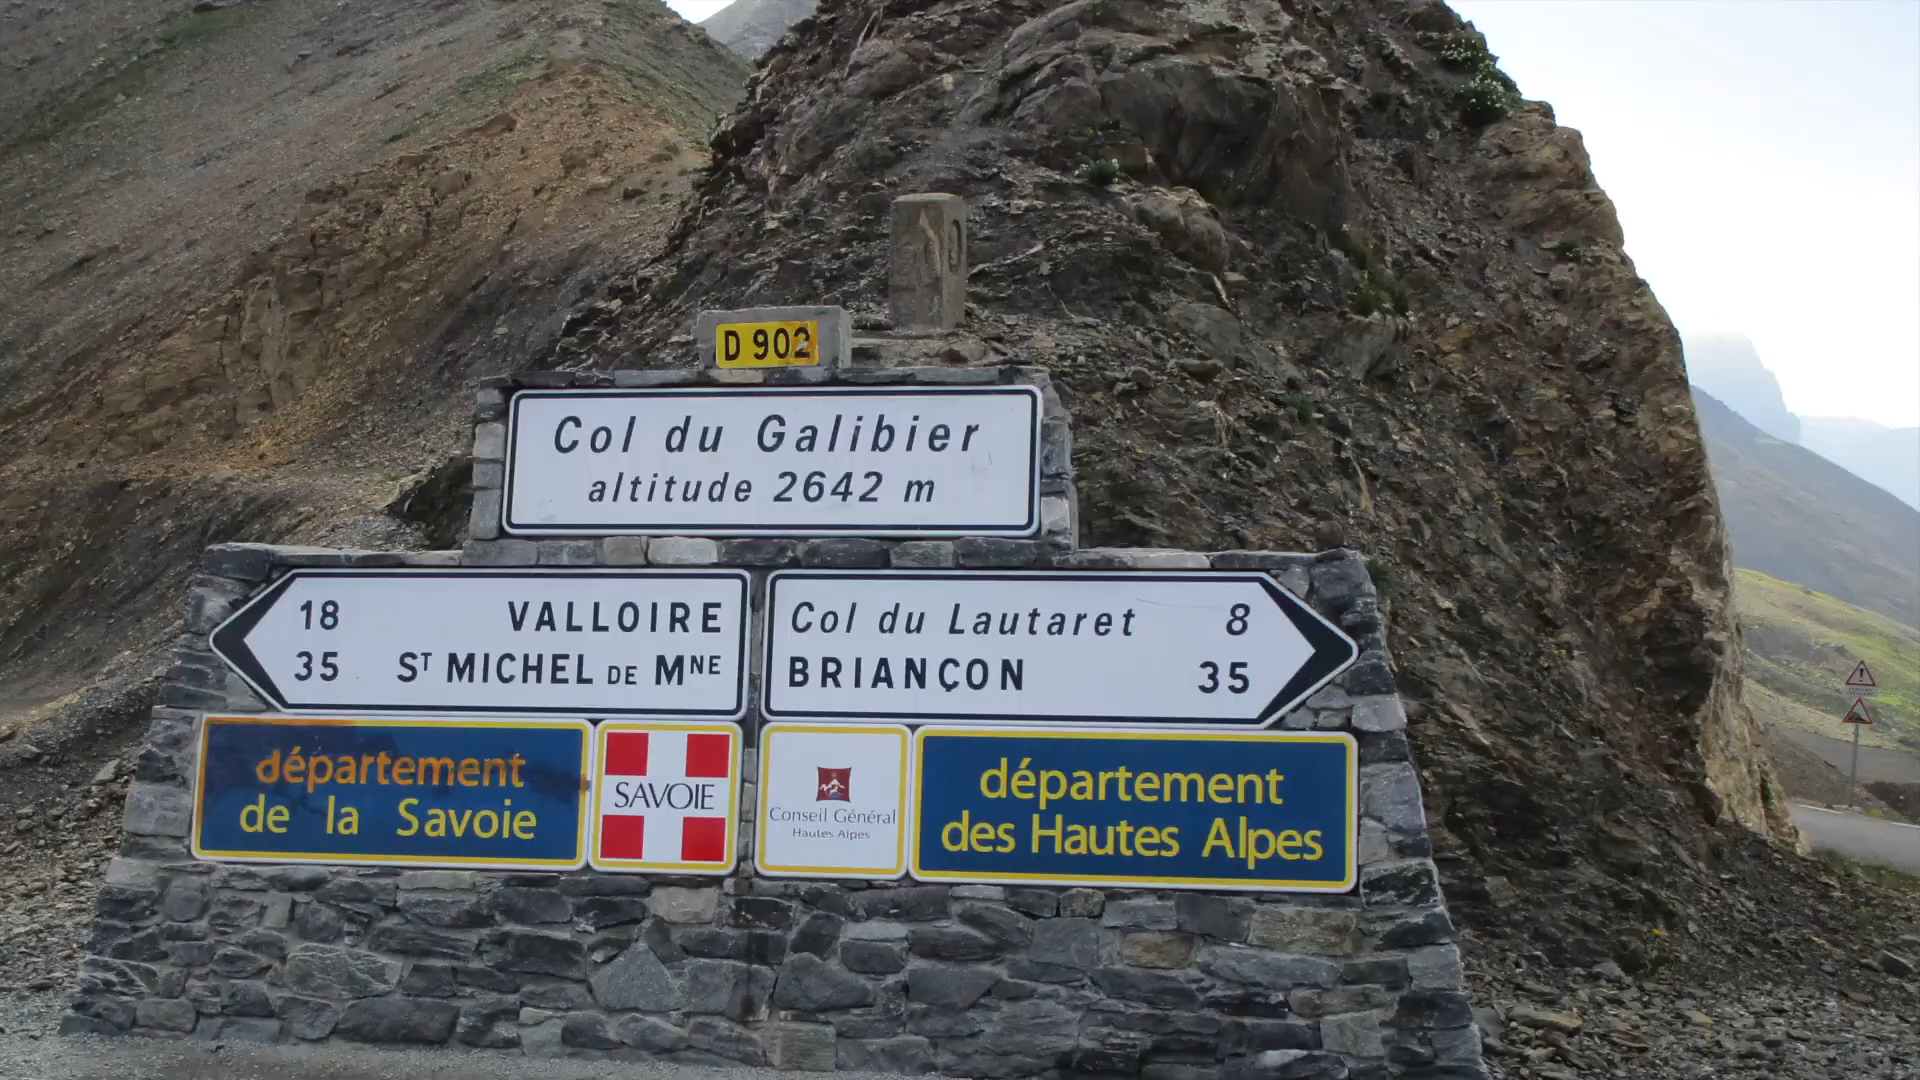 D 902
Col du Galibier
altitude 2642 m
18 VALLOIRE
35 ST MICHEL DE MNE
Col du Lautaret 8
BRIANÇON 35
département
de la Savoie
SAVOIE
Conseil Général
Hautes Alpes
département
des Hautes Alpes